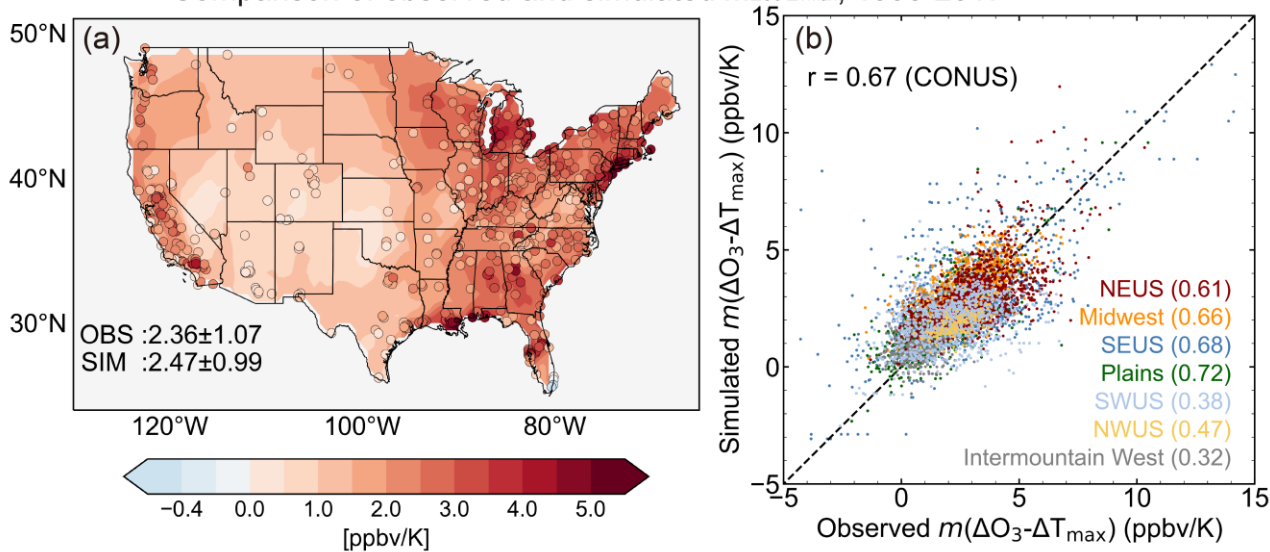 (a)
50°N
40°N
30°N
OBS :2.36±1.07
SIM :2.47±0.99
120°W 100°W 80°W
−0.4 0.0 1.0 2.0 3.0 4.0 5.0
[ppbv/K]
(b)
r = 0.67 (CONUS)
Simulated m(ΔO₃-ΔTmax) (ppbv/K)
15
10
5
0
−5
NEUS (0.61)
Midwest (0.66)
SEUS (0.68)
Plains (0.72)
SWUS (0.38)
NWUS (0.47)
Intermountain West (0.32)
−5 0 5 10 15
Observed m(ΔO₃-ΔTmax) (ppbv/K)